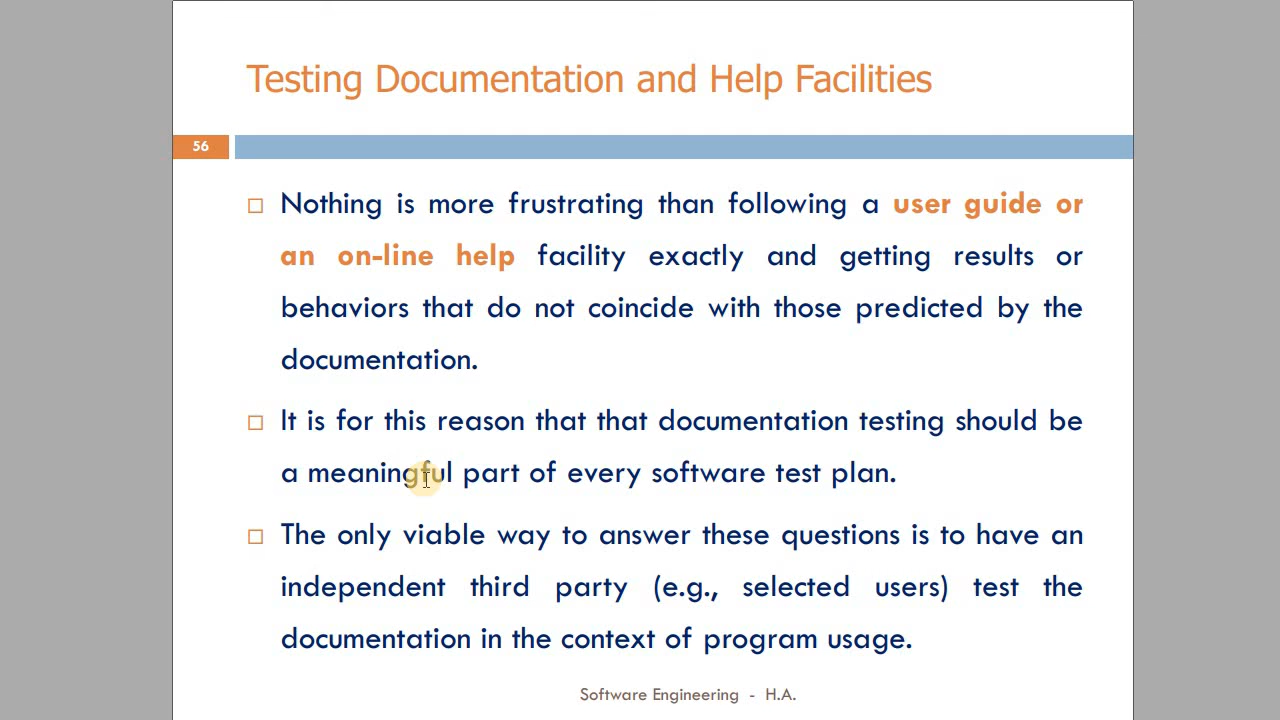 Testing Documentation and Help Facilities
56
Nothing is more frustrating than following a user guide or
an on-line help facility exactly and getting results or
behaviors that do not coincide with those predicted by the
documentation.
It is for this reason that that documentation testing should be
a meaningful part of every software test plan.
The only viable way to answer these questions is to have an
independent third party (e.g., selected users) test the
documentation in the context of program usage.
Software Engineering - H.A.